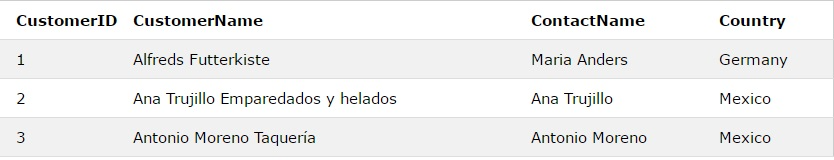 CustomerID CustomerName ContactName Country
1 Alfreds Futterkiste Maria Anders Germany
2 Ana Trujillo Emparedados y helados Ana Trujillo Mexico
3 Antonio Moreno Taquería Antonio Moreno Mexico